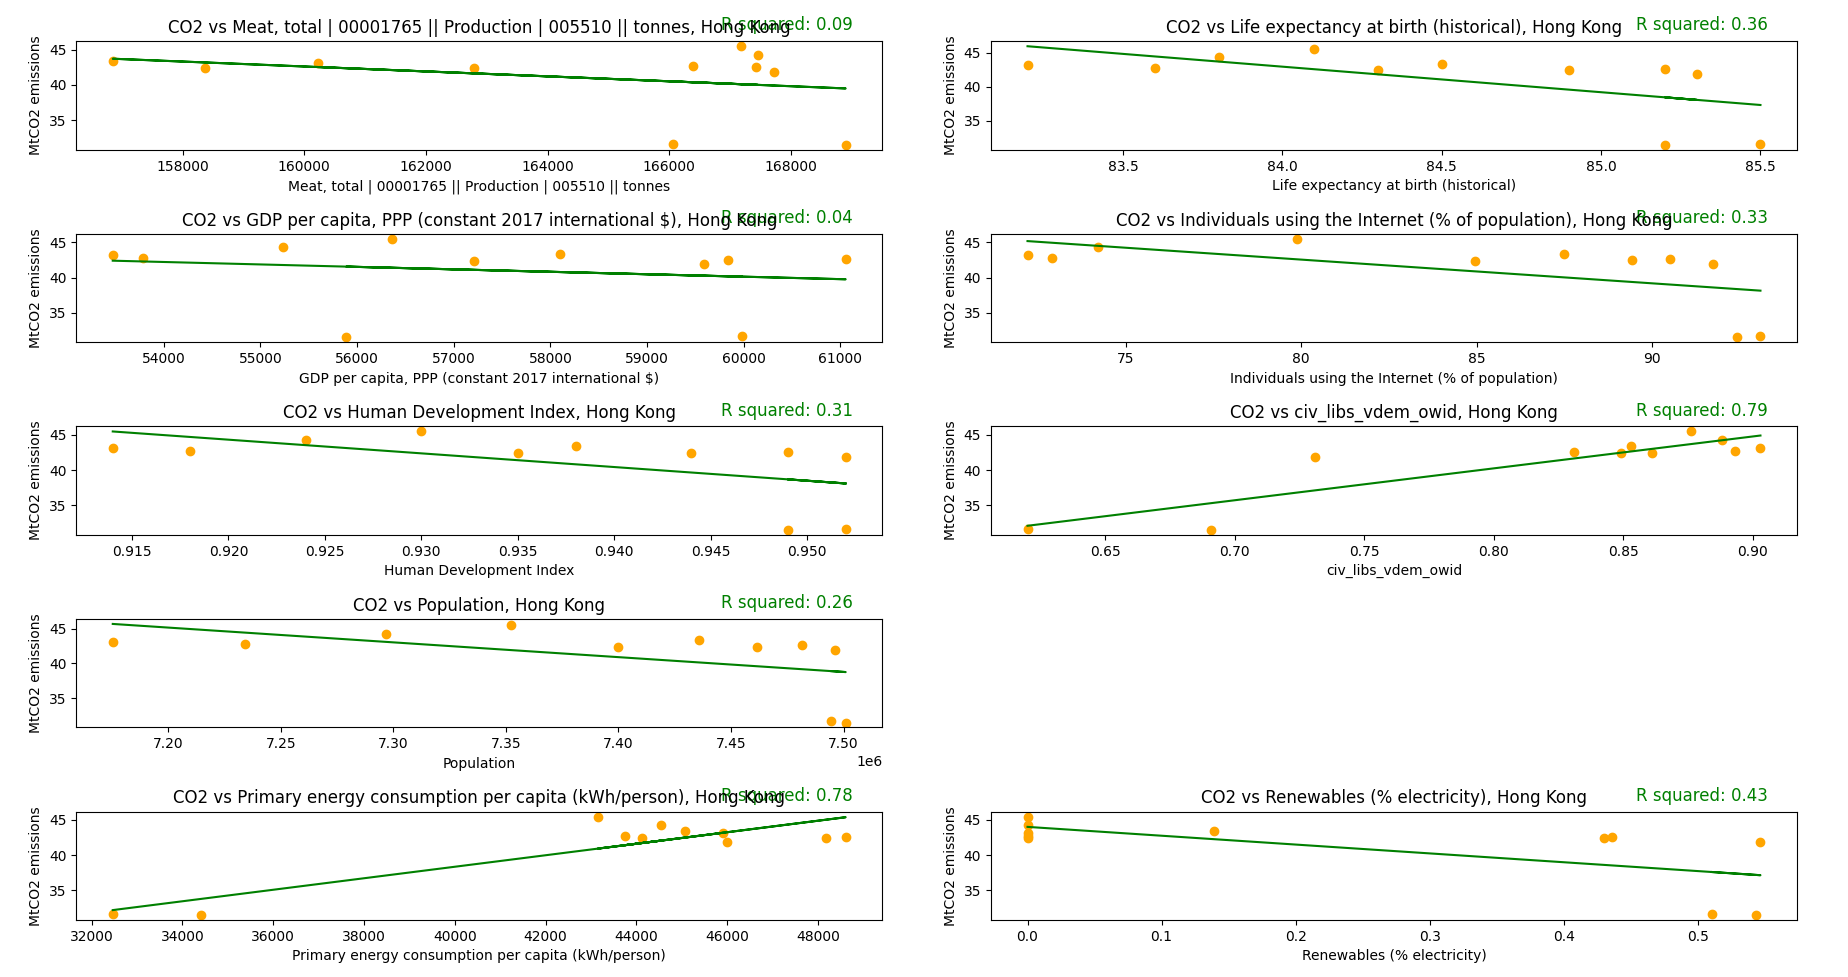 CO2 vs Meat, total | 00001765 || Production | 005510 || tonnes, Hong Kong
R squared: 0.09
MtCO2 emissions
45
40
35
158000 160000 162000 164000 166000 168000
Meat, total | 00001765 || Production | 005510 || tonnes
CO2 vs Life expectancy at birth (historical), Hong Kong
R squared: 0.36
MtCO2 emissions
45
40
35
83.5 84.0 84.5 85.0 85.5
Life expectancy at birth (historical)
CO2 vs GDP per capita, PPP (constant 2017 international $), Hong Kong
R squared: 0.04
MtCO2 emissions
45
40
35
54000 55000 56000 57000 58000 59000 60000 61000
GDP per capita, PPP (constant 2017 international $)
CO2 vs Individuals using the Internet (% of population), Hong Kong
R squared: 0.33
MtCO2 emissions
45
40
35
75 80 85 90
Individuals using the Internet (% of population)
CO2 vs Human Development Index, Hong Kong
R squared: 0.31
MtCO2 emissions
45
40
35
0.915 0.920 0.925 0.930 0.935 0.940 0.945 0.950
Human Development Index
CO2 vs civ_libs_vdem_owid, Hong Kong
R squared: 0.79
MtCO2 emissions
45
40
35
0.65 0.70 0.75 0.80 0.85 0.90
civ_libs_vdem_owid
CO2 vs Population, Hong Kong
R squared: 0.26
MtCO2 emissions
45
40
35
7.20 7.25 7.30 7.35 7.40 7.45 7.50
1e6
Population
CO2 vs Primary energy consumption per capita (kWh/person), Hong Kong
R squared: 0.78
MtCO2 emissions
45
40
35
32000 34000 36000 38000 40000 42000 44000 46000 48000
Primary energy consumption per capita (kWh/person)
CO2 vs Renewables (% electricity), Hong Kong
R squared: 0.43
MtCO2 emissions
45
40
35
0.0 0.1 0.2 0.3 0.4 0.5
Renewables (% electricity)